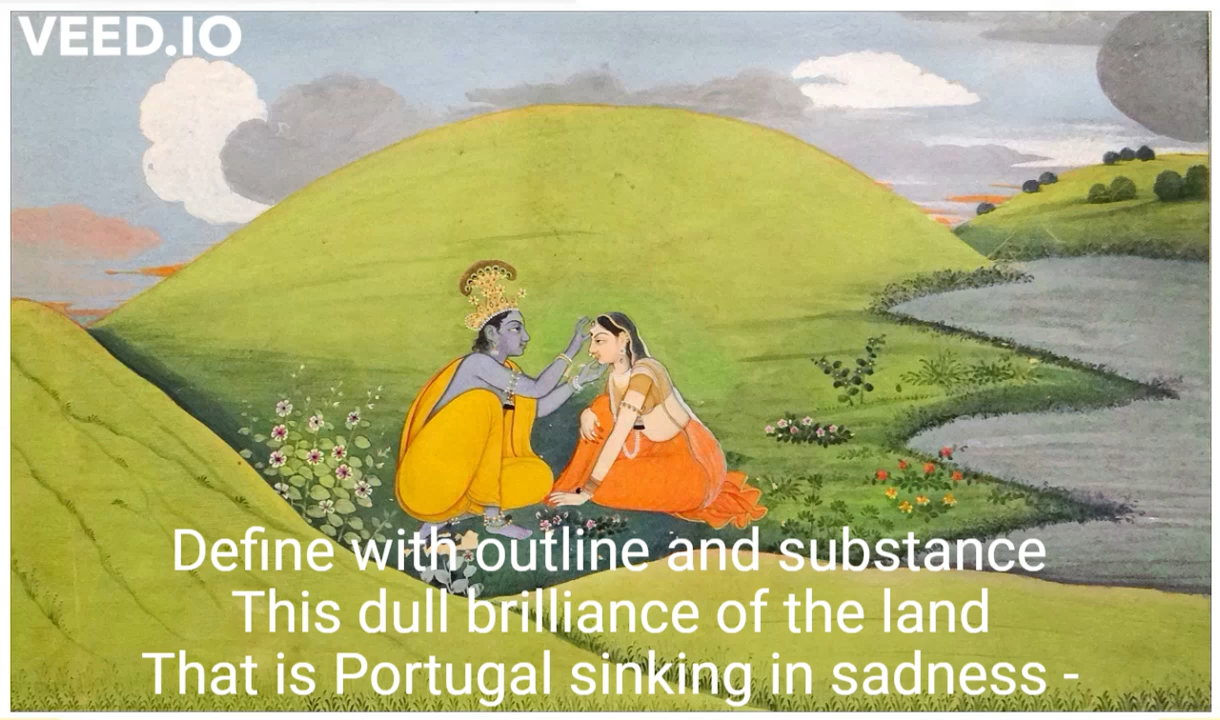 VEED.IO
Define with outline and substance
This dull brilliance of the land
That is Portugal sinking in sadness -